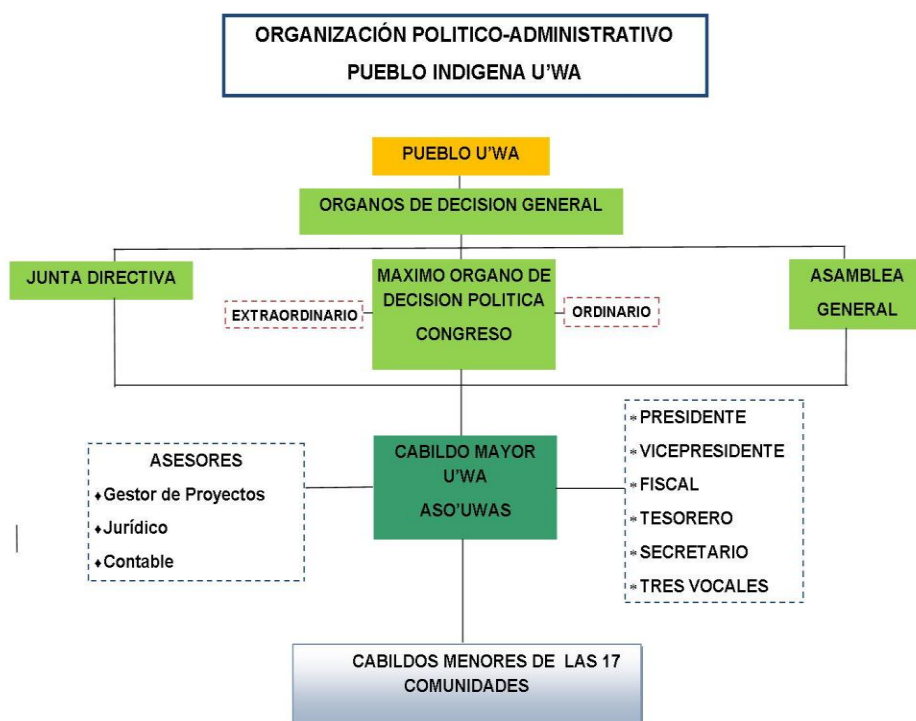 ORGANIZACIÓN POLITICO-ADMINISTRATIVO
PUEBLO INDIGENA U'WA
PUEBLO U'WA
ORGANOS DE DECISION GENERAL
JUNTA DIRECTIVA
MAXIMO ORGANO DE
DECISION POLITICA
CONGRESO
EXTRAORDINARIO
ORDINARIO
ASAMBLEA
GENERAL
CABILDO MAYOR
U'WA
ASO'UWAS
ASESORES
♦Gestor de Proyectos
♦Jurídico
♦Contable
* PRESIDENTE
* VICEPRESIDENTE
* FISCAL
* TESORERO
* SECRETARIO
* TRES VOCALES
CABILDOS MENORES DE LAS 17
COMUNIDADES